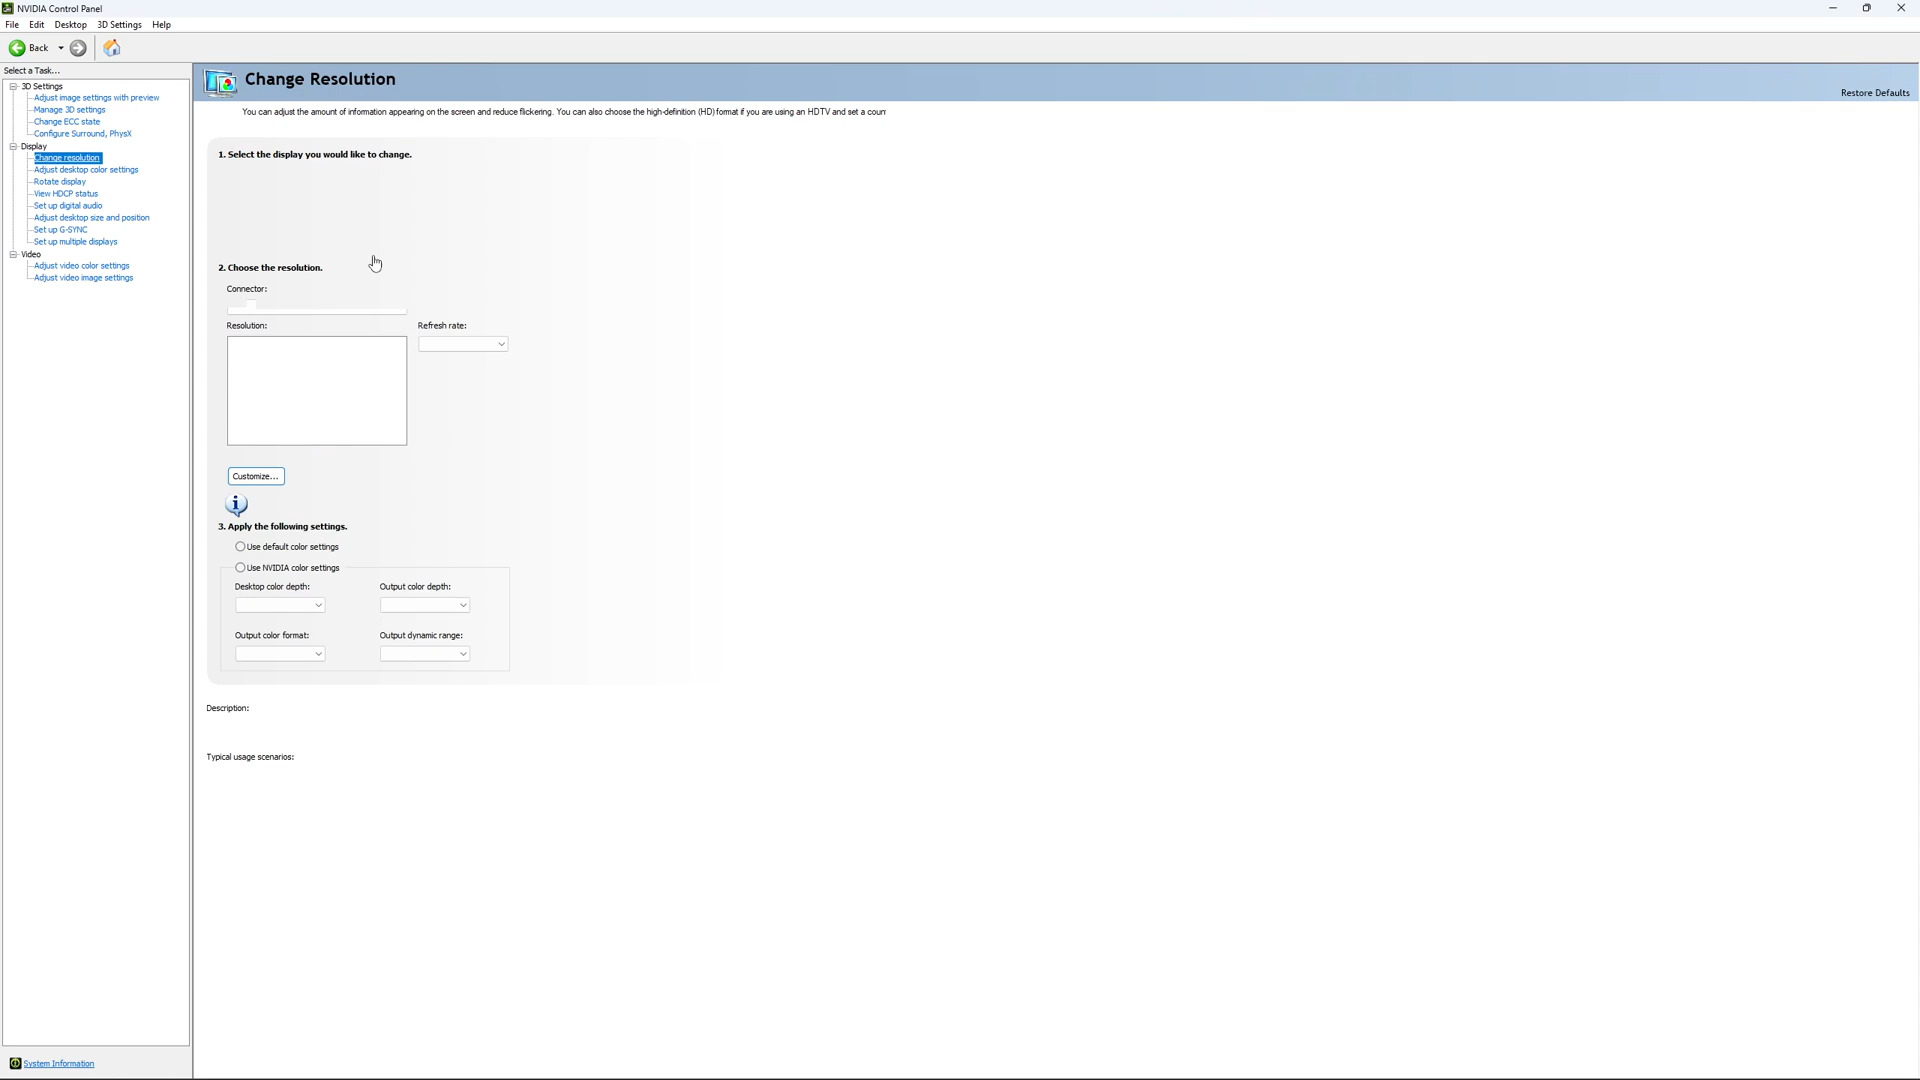 NVIDIA Control Panel
File Edit Desktop 3D Settings Help
Back
Select a Task...
3D Settings
Adjust image settings with preview
Manage 3D settings
Change ECC state
Configure Surround, PhysX
Display
Change resolution
Adjust desktop color settings
Rotate display
View HDCP status
Set up digital audio
Adjust desktop size and position
Set up G-SYNC
Set up multiple displays
Video
Adjust video color settings
Adjust video image settings
System Information
Change Resolution
Restore Defaults
You can adjust the amount of information appearing on the screen and reduce flickering. You can also choose the high-definition (HD) format if you are using an HDTV and set a coun
1. Select the display you would like to change.
2. Choose the resolution.
Connector:
Resolution:
Refresh rate:
Customize...
3. Apply the following settings.
Use default color settings
Use NVIDIA color settings
Desktop color depth:
Output color depth:
Output color format:
Output dynamic range:
Description:
Typical usage scenarios: